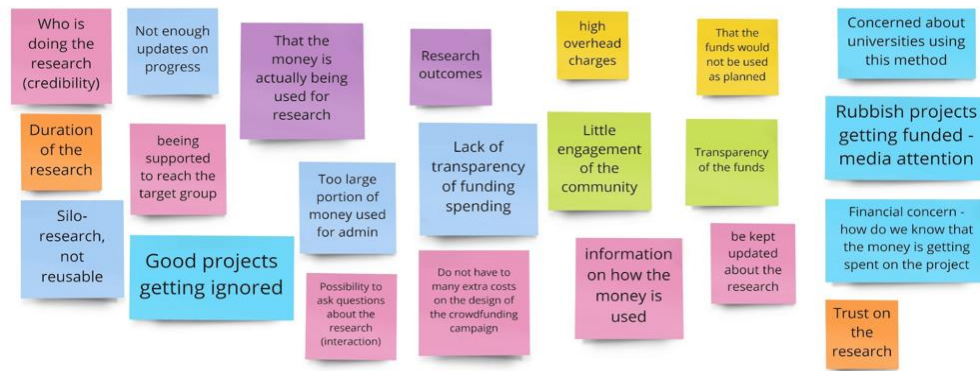 Who is
doing the
research
(credibility)
Not enough
updates on
progress
That the
money is
actually being
used for
research
Research
outcomes
high
overhead
charges
That the
funds would
not be used
as planned
Concerned about
universities using
this method
Duration
of the
research
beeing
supported
to reach the
target group
Too large
portion of
money used
for admin
Lack of
transparency
of funding
spending
Little
engagement
of the
community
Transparency
of the funds
Rubbish projects
getting funded -
media attention
Silo-
research,
not
reusable
Good projects
getting ignored
Possibility to
ask questions
about the
research
(interaction)
Do not have to
many extra costs
on the design of
the crowdfunding
campaign
information
on how the
money is
used
be kept
updated
about the
research
Financial concern -
how do we know that
the money is getting
spent on the project
Trust on
the
research